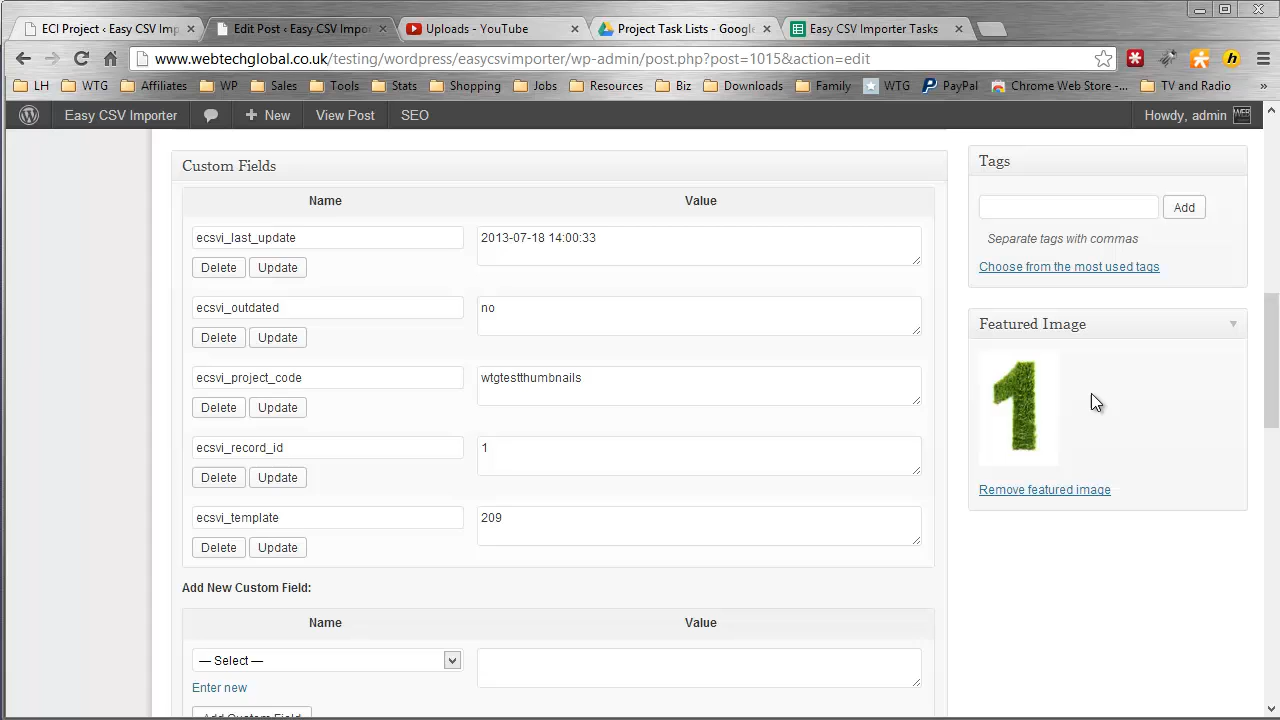 ECI Project - Easy CSV Imp
Edit Post - Easy CSV Impo
Uploads - YouTube
Project Task Lists - Google
Easy CSV Importer Tasks
www.webtechglobal.co.uk/testing/wordpress/easycsvimporter/wp-admin/post.php?post=1015&action=edit
LH WTG Affiliates WP Sales Tools Stats Shopping Jobs Resources Biz Downloads Family WTG PayPal Chrome Web Store -... TV and Radio »
Easy CSV Importer + New View Post SEO Howdy, admin
Custom Fields
Name Value
ecsvi_last_update 2013-07-18 14:00:33
Delete Update
ecsvi_outdated no
Delete Update
ecsvi_project_code wtgtestthumbnails
Delete Update
ecsvi_record_id 1
Delete Update
ecsvi_template 209
Delete Update
Add New Custom Field:
Name Value
— Select —
Enter new
Add Custom Field
Tags
Add
Separate tags with commas
Choose from the most used tags
Featured Image
1
Remove featured image